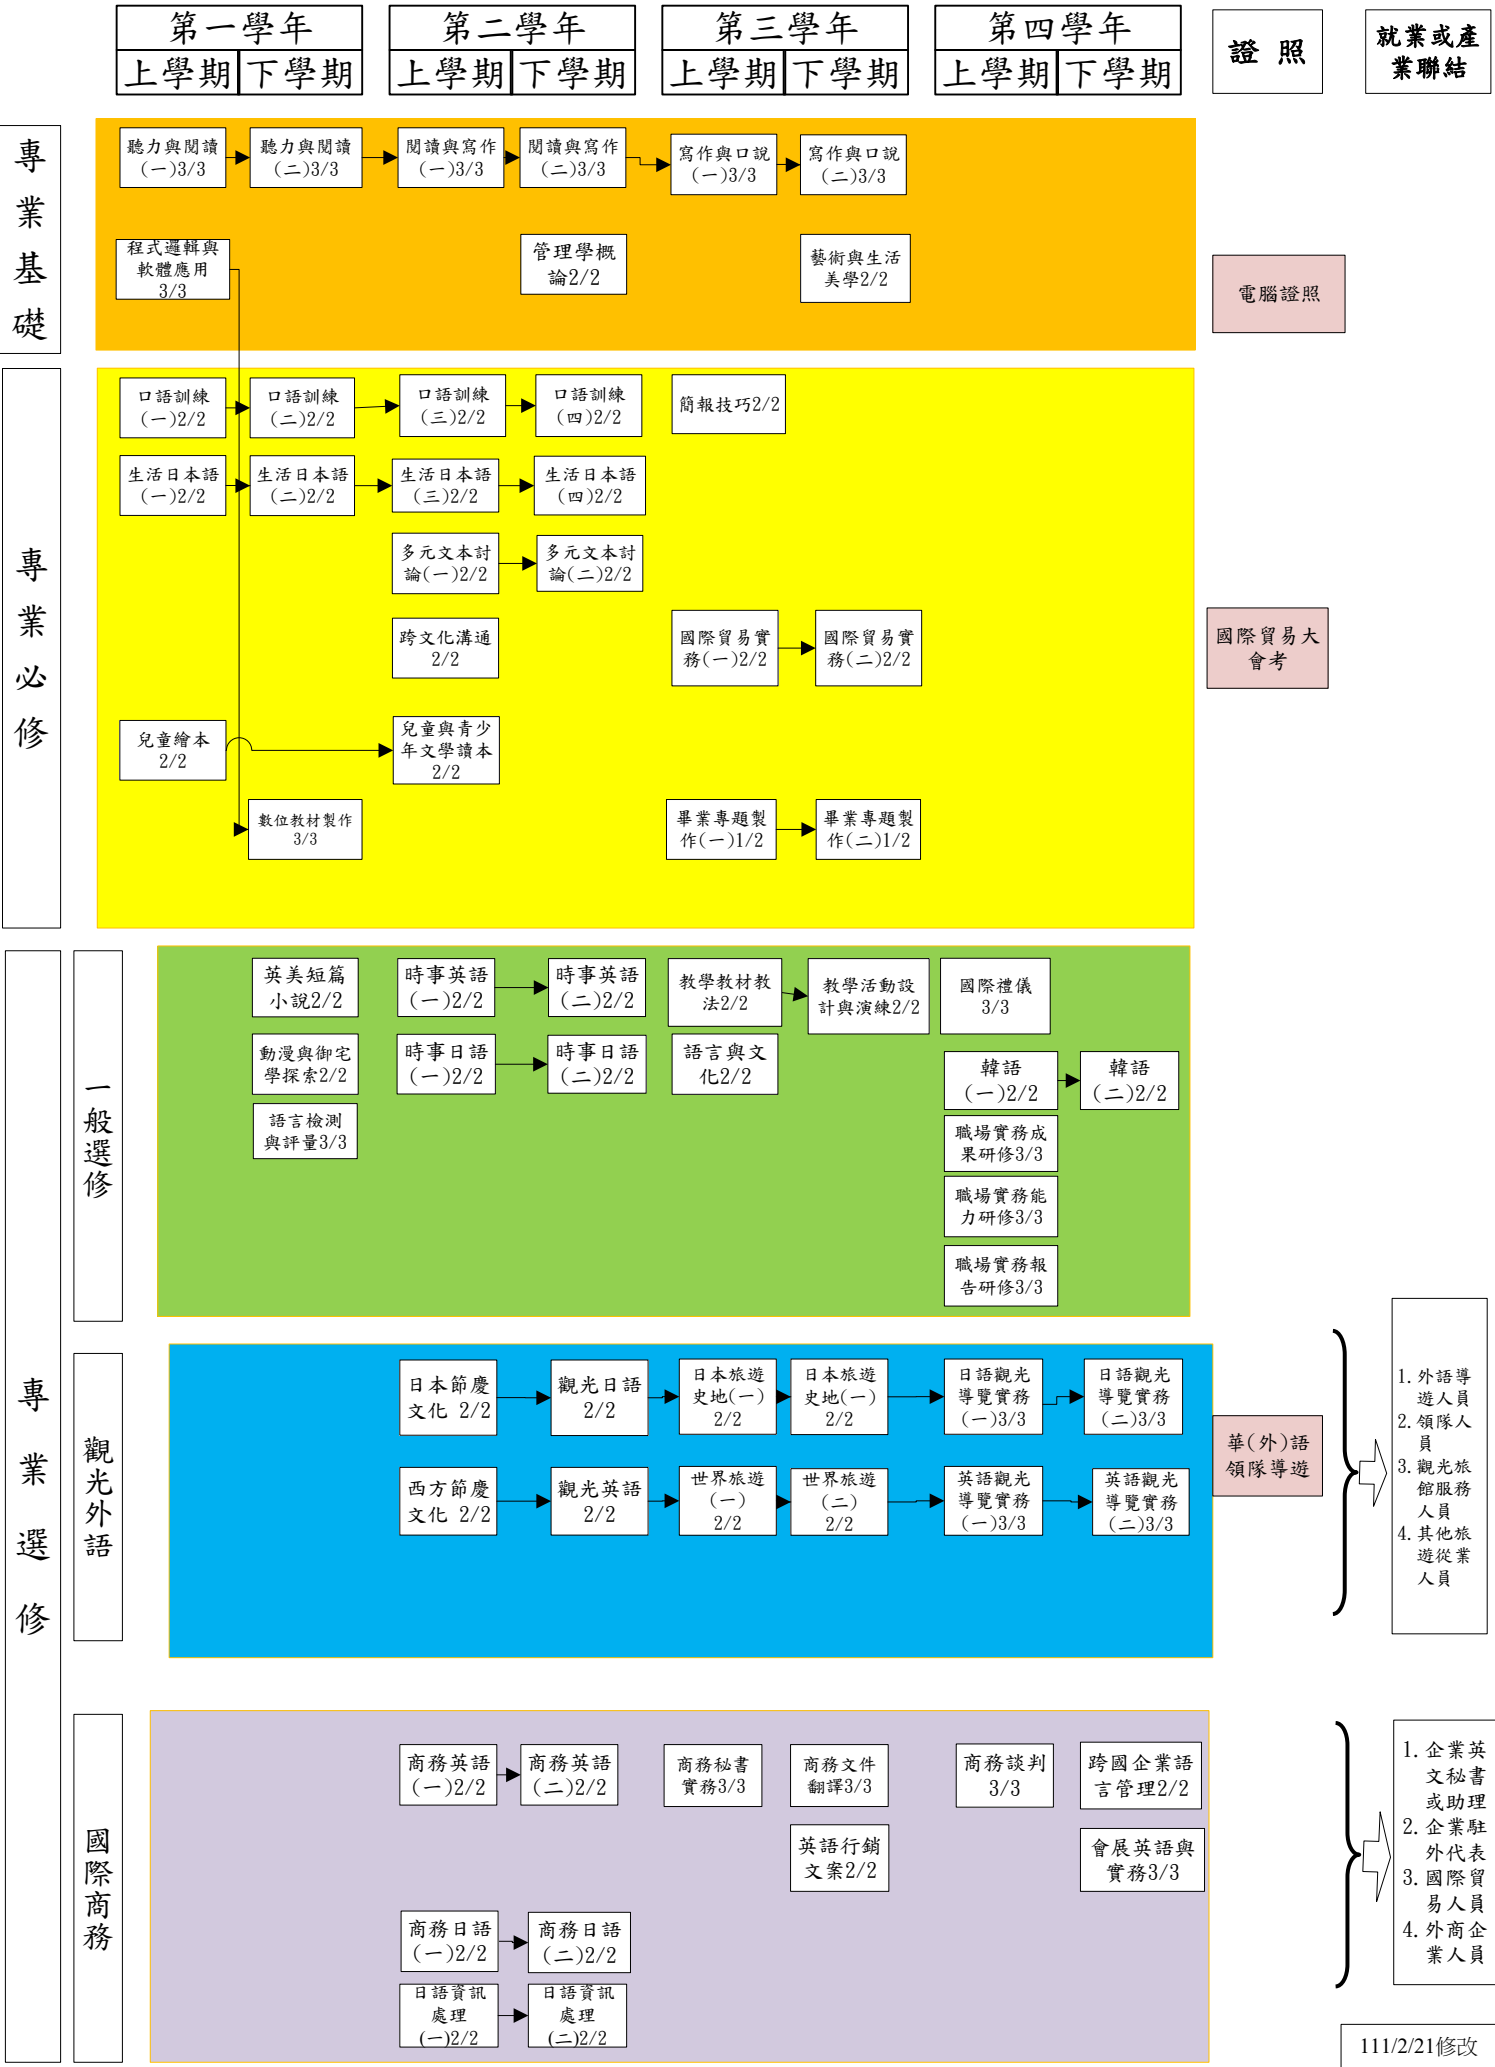 第一學年
第二學年
第三學年
第四學年
上學期
下學期
上學期
下學期
上學期
下學期
上學期
下學期
證 照
就業或產
業聯結
專業基礎
聽力與閱讀
(一)3/3
聽力與閱讀
(二)3/3
閱讀與寫作
(一)3/3
閱讀與寫作
(二)3/3
寫作與口說
(一)3/3
寫作與口說
(二)3/3
程式邏輯與
軟體應用
3/3
管理學概
論2/2
藝術與生活
美學2/2
電腦證照
專業必修
口語訓練
(一)2/2
口語訓練
(二)2/2
口語訓練
(三)2/2
口語訓練
(四)2/2
簡報技巧2/2
生活日本語
(一)2/2
生活日本語
(二)2/2
生活日本語
(三)2/2
生活日本語
(四)2/2
多元文本討
論(一)2/2
多元文本討
論(二)2/2
跨文化溝通
2/2
國際貿易實
務(一)2/2
國際貿易實
務(二)2/2
國際貿易大
會考
兒童繪本
2/2
兒童與青少
年文學讀本
2/2
數位教材製作
3/3
畢業專題製
作(一)1/2
畢業專題製
作(二)1/2
專業選修
一般選修
英美短篇
小說2/2
時事英語
(一)2/2
時事英語
(二)2/2
教學教材教
法2/2
教學活動設
計與演練2/2
國際禮儀
3/3
動漫與御宅
學探索2/2
時事日語
(一)2/2
時事日語
(二)2/2
語言與文
化2/2
韓語
(一)2/2
韓語
(二)2/2
語言檢測
與評量3/3
職場實務成
果研修3/3
職場實務能
力研修3/3
職場實務報
告研修3/3
觀光外語
日本節慶
文化 2/2
觀光日語
2/2
日本旅遊
史地(一)
2/2
日本旅遊
史地(一)
2/2
日語觀光
導覽實務
(一)3/3
日語觀光
導覽實務
(二)3/3
西方節慶
文化 2/2
觀光英語
2/2
世界旅遊
(一)
2/2
世界旅遊
(二)
2/2
英語觀光
導覽實務
(一)3/3
英語觀光
導覽實務
(二)3/3
華(外)語
領隊導遊
1. 外語導
遊人員
2. 領隊人
員
3. 觀光旅
館服務
人員
4. 其他旅
遊從業
人員
國際商務
商務英語
(一)2/2
商務英語
(二)2/2
商務秘書
實務3/3
商務文件
翻譯3/3
商務談判
3/3
跨國企業語
言管理2/2
英語行銷
文案2/2
會展英語與
實務3/3
商務日語
(一)2/2
商務日語
(二)2/2
日語資訊
處理
(一)2/2
日語資訊
處理
(二)2/2
1. 企業英
文秘書
或助理
2. 企業駐
外代表
3. 國際貿
易人員
4. 外商企
業人員
111/2/21修改